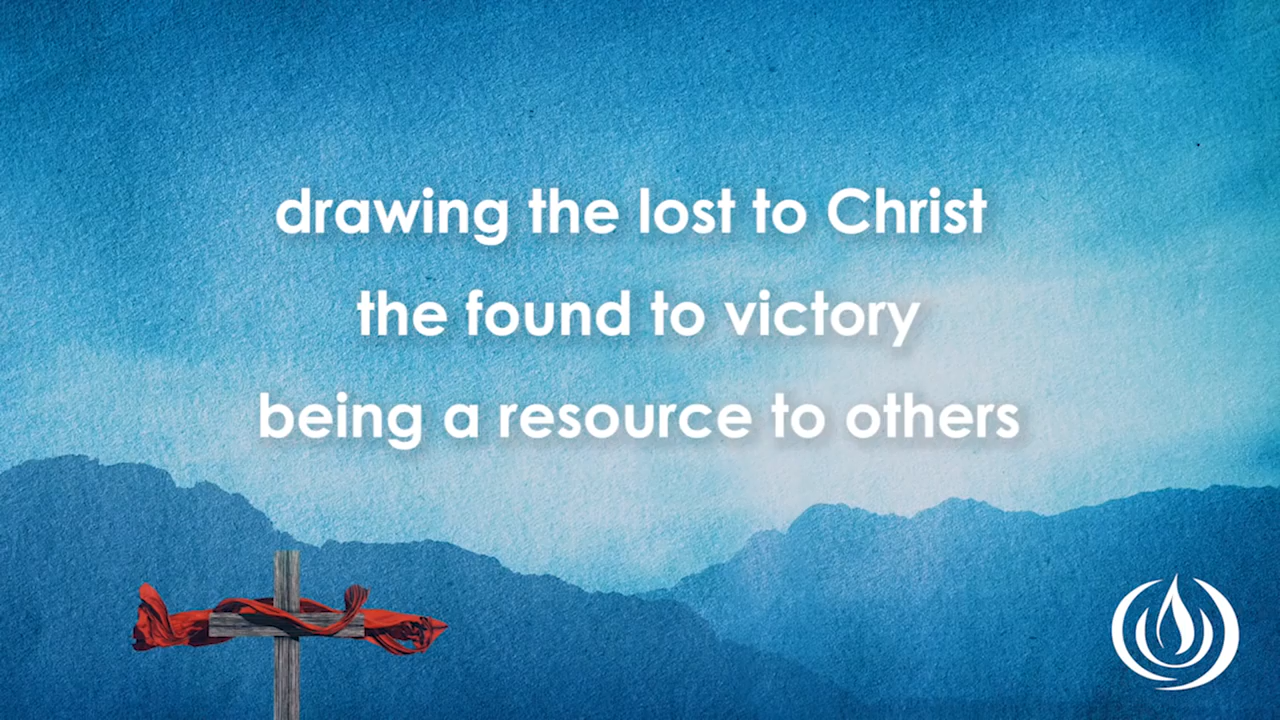 drawing the lost to Christ
the found to victory
being a resource to others